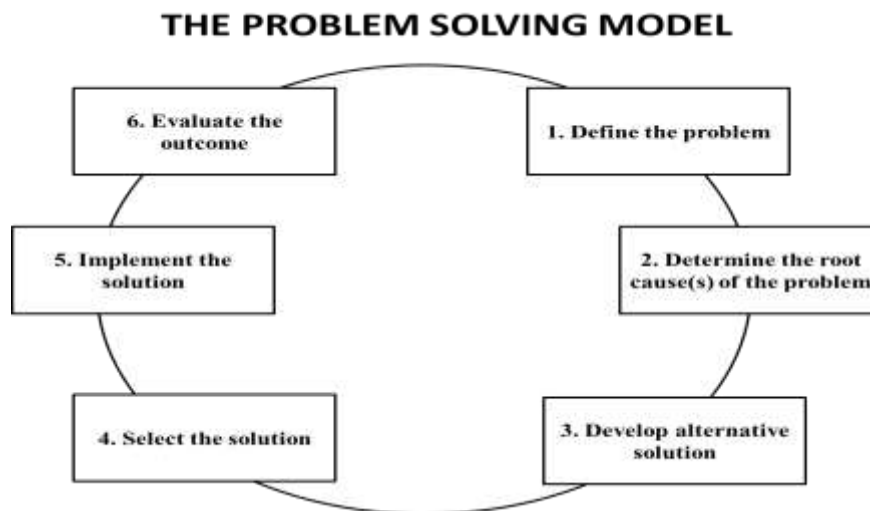 THE PROBLEM SOLVING MODEL
1. Define the problem
2. Determine the root
cause(s) of the problem
3. Develop alternative
solution
4. Select the solution
5. Implement the
solution
6. Evaluate the
outcome